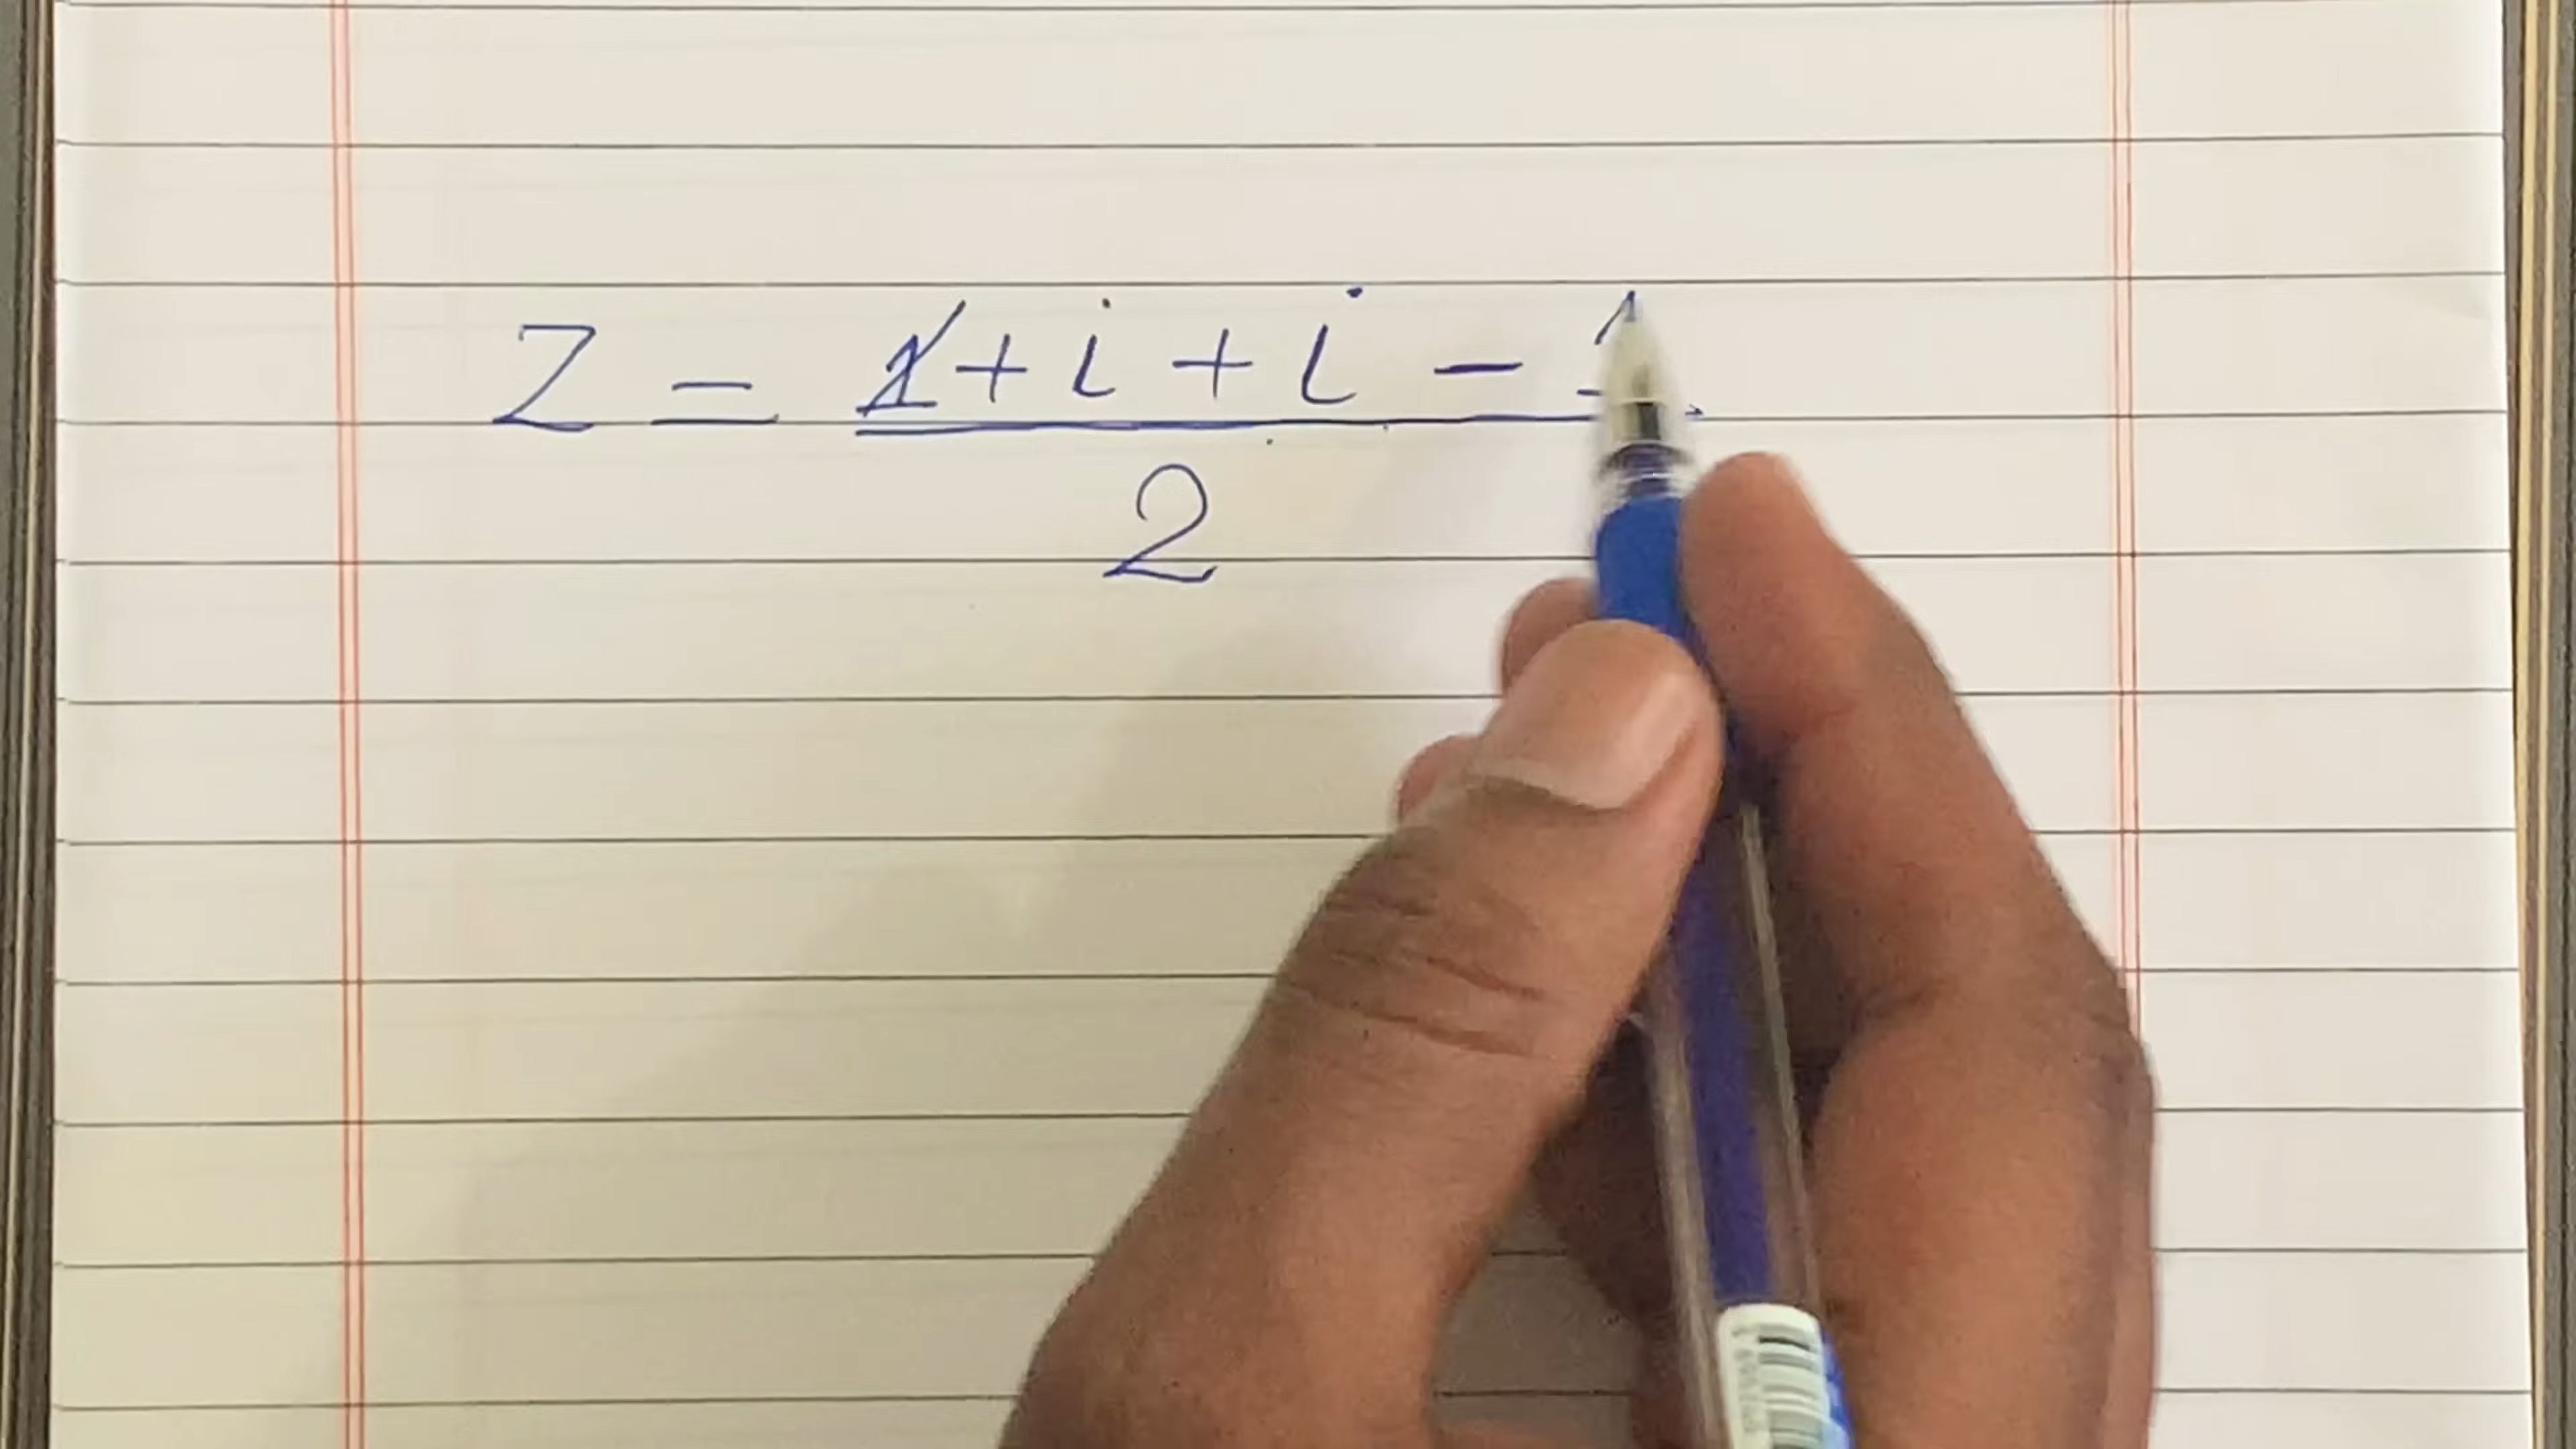 Z = 1 + i + i - 1
2